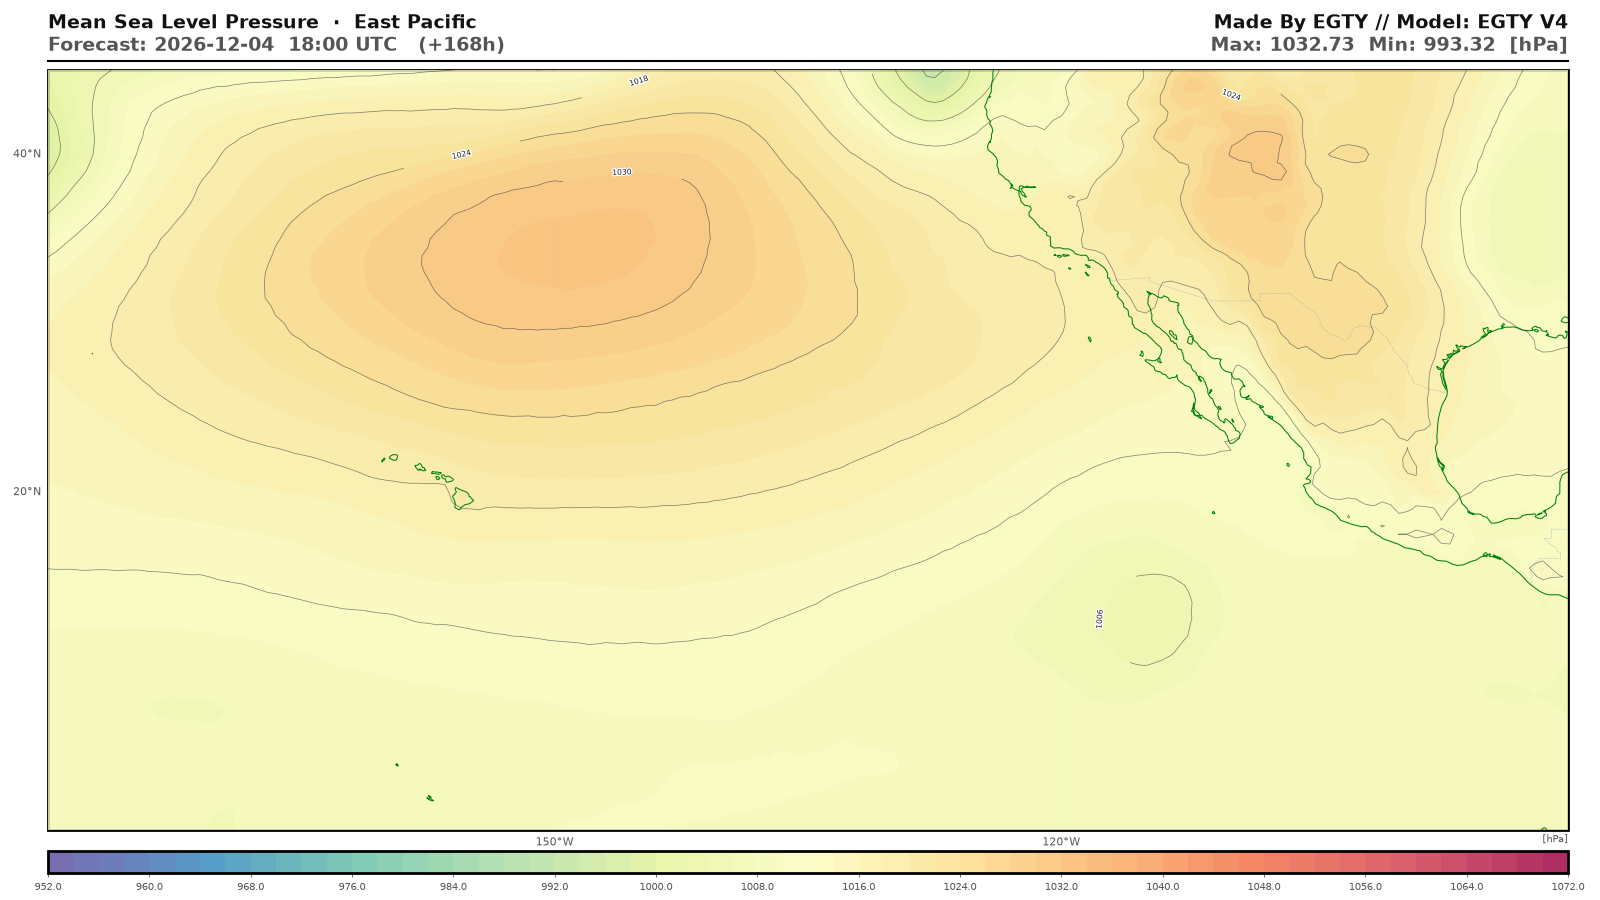 Mean Sea Level Pressure · East Pacific
Made By EGTY // Model: EGTY V4
Forecast: 2026-12-04 18:00 UTC (+168h)
Max: 1032.73 Min: 993.32 [hPa]
1018
1024
1024
1030
1006
40°N
20°N
150°W
120°W
[hPa]
952.0 960.0 968.0 976.0 984.0 992.0 1000.0 1008.0 1016.0 1024.0 1032.0 1040.0 1048.0 1056.0 1064.0 1072.0